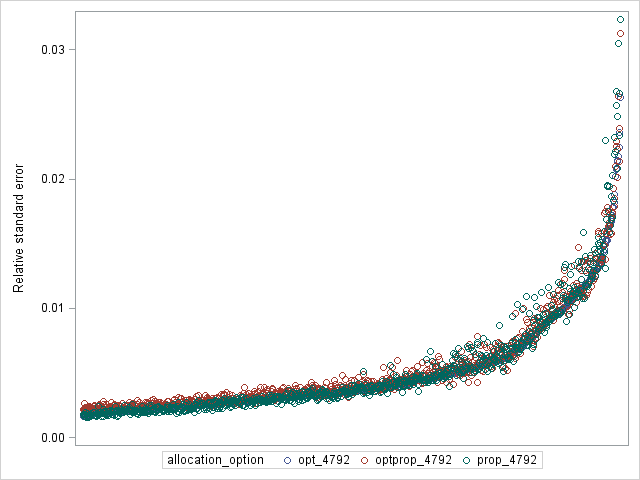 0.03
0.02
0.01
0.00
Relative standard error
allocation_option opt_4792 optprop_4792 prop_4792